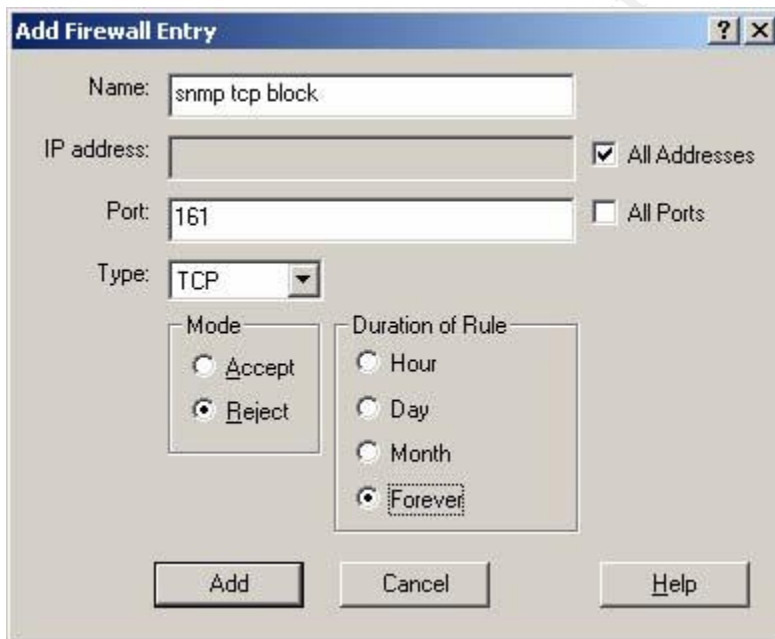 Add Firewall Entry
Name: snmp tcp block
IP address: All Addresses
Port: 161 All Ports
Type: TCP
Mode
Accept
Reject
Duration of Rule
Hour
Day
Month
Forever
Add Cancel Help